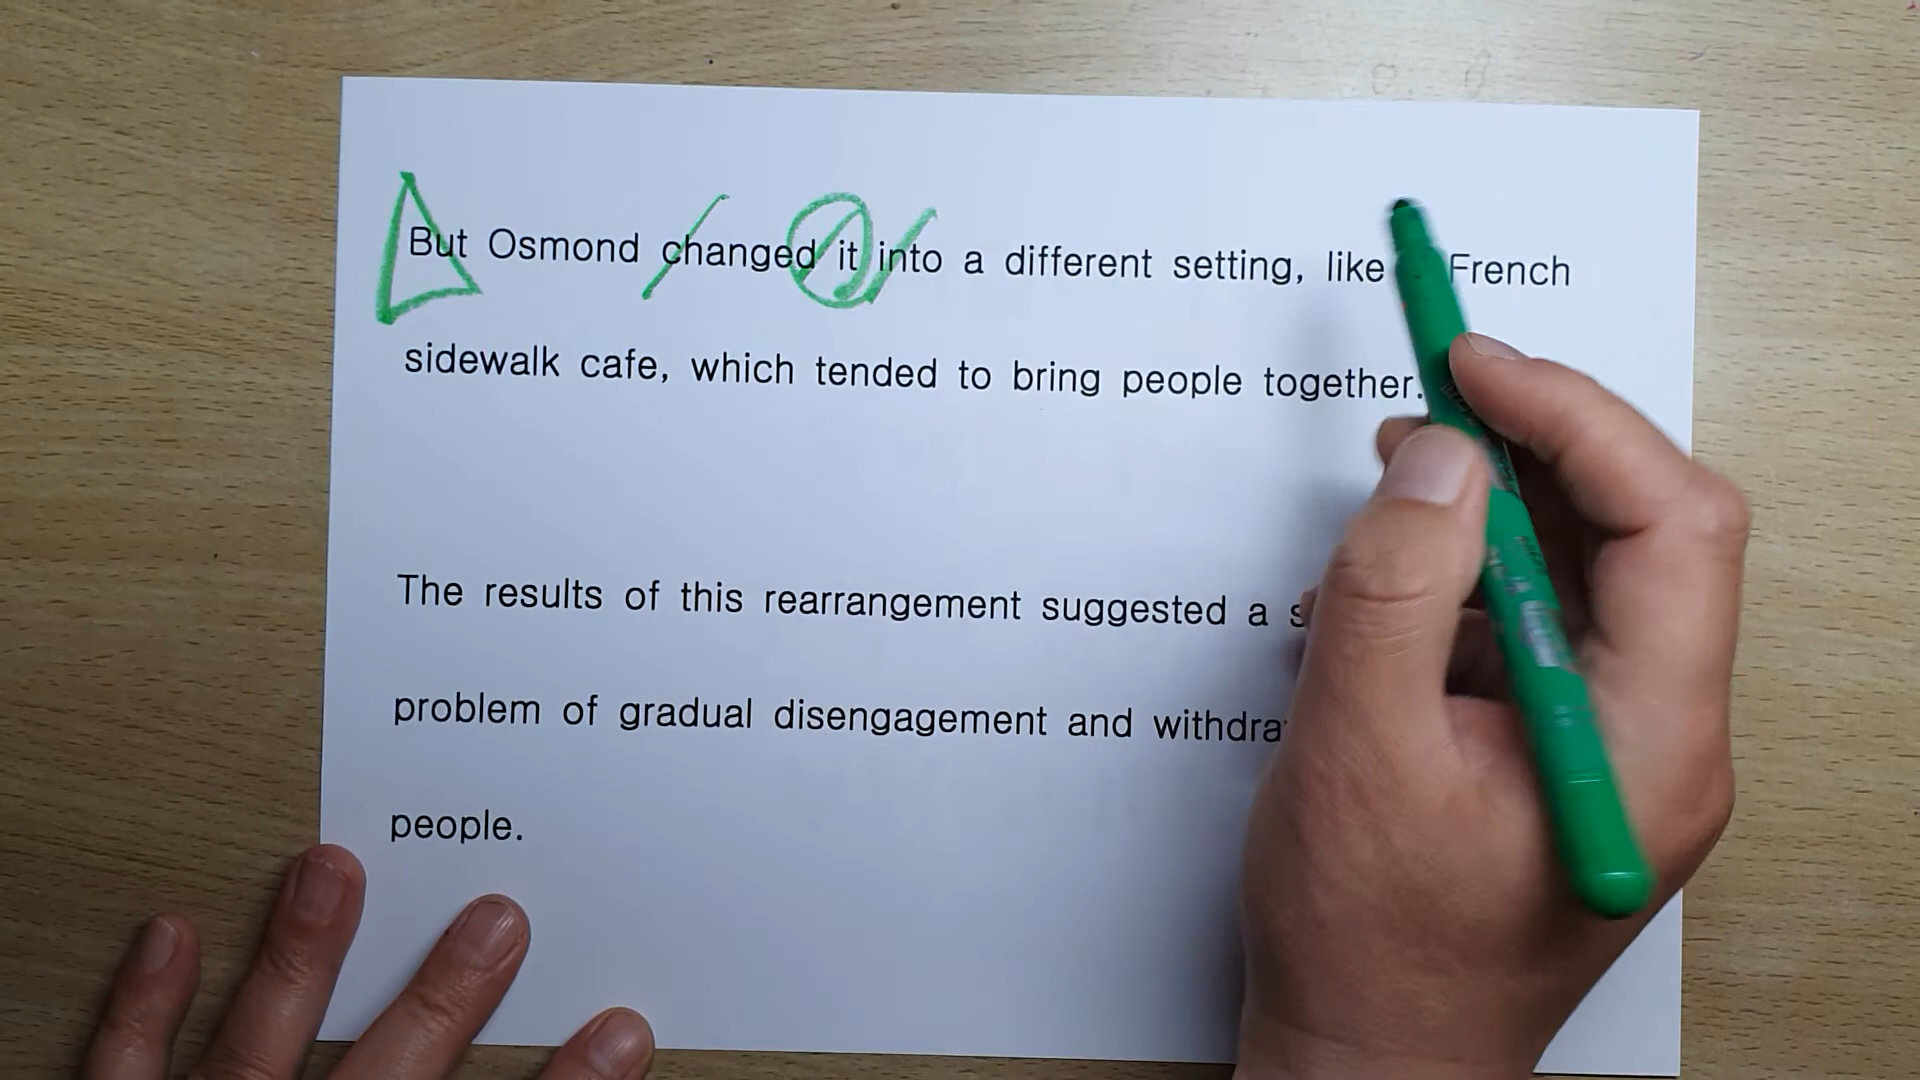 But Osmond changed it into a different setting, like French
sidewalk cafe, which tended to bring people together.
The results of this rearrangement suggested a
problem of gradual disengagement and
people.